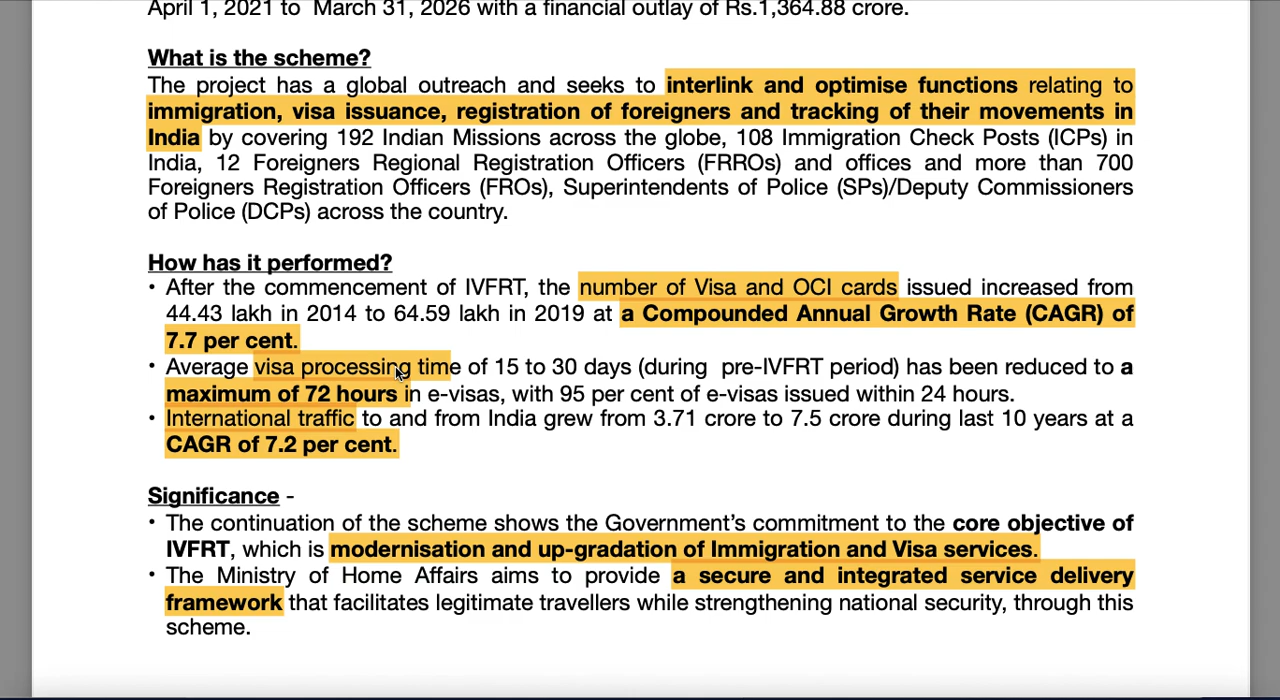 April 1, 2021 to March 31, 2026 with a financial outlay of Rs.1,364.88 crore.
What is the scheme?
The project has a global outreach and seeks to interlink and optimise functions relating to
immigration, visa issuance, registration of foreigners and tracking of their movements in
India by covering 192 Indian Missions across the globe, 108 Immigration Check Posts (ICPs) in
India, 12 Foreigners Regional Registration Officers (FRROs) and offices and more than 700
Foreigners Registration Officers (FROs), Superintendents of Police (SPs)/Deputy Commissioners
of Police (DCPs) across the country.
How has it performed?
• After the commencement of IVFRT, the number of Visa and OCI cards issued increased from
44.43 lakh in 2014 to 64.59 lakh in 2019 at a Compounded Annual Growth Rate (CAGR) of
7.7 per cent.
• Average visa processing time of 15 to 30 days (during pre-IVFRT period) has been reduced to a
maximum of 72 hours in e-visas, with 95 per cent of e-visas issued within 24 hours.
• International traffic to and from India grew from 3.71 crore to 7.5 crore during last 10 years at a
CAGR of 7.2 per cent.
Significance -
• The continuation of the scheme shows the Government’s commitment to the core objective of
IVFRT, which is modernisation and up-gradation of Immigration and Visa services.
• The Ministry of Home Affairs aims to provide a secure and integrated service delivery
framework that facilitates legitimate travellers while strengthening national security, through this
scheme.